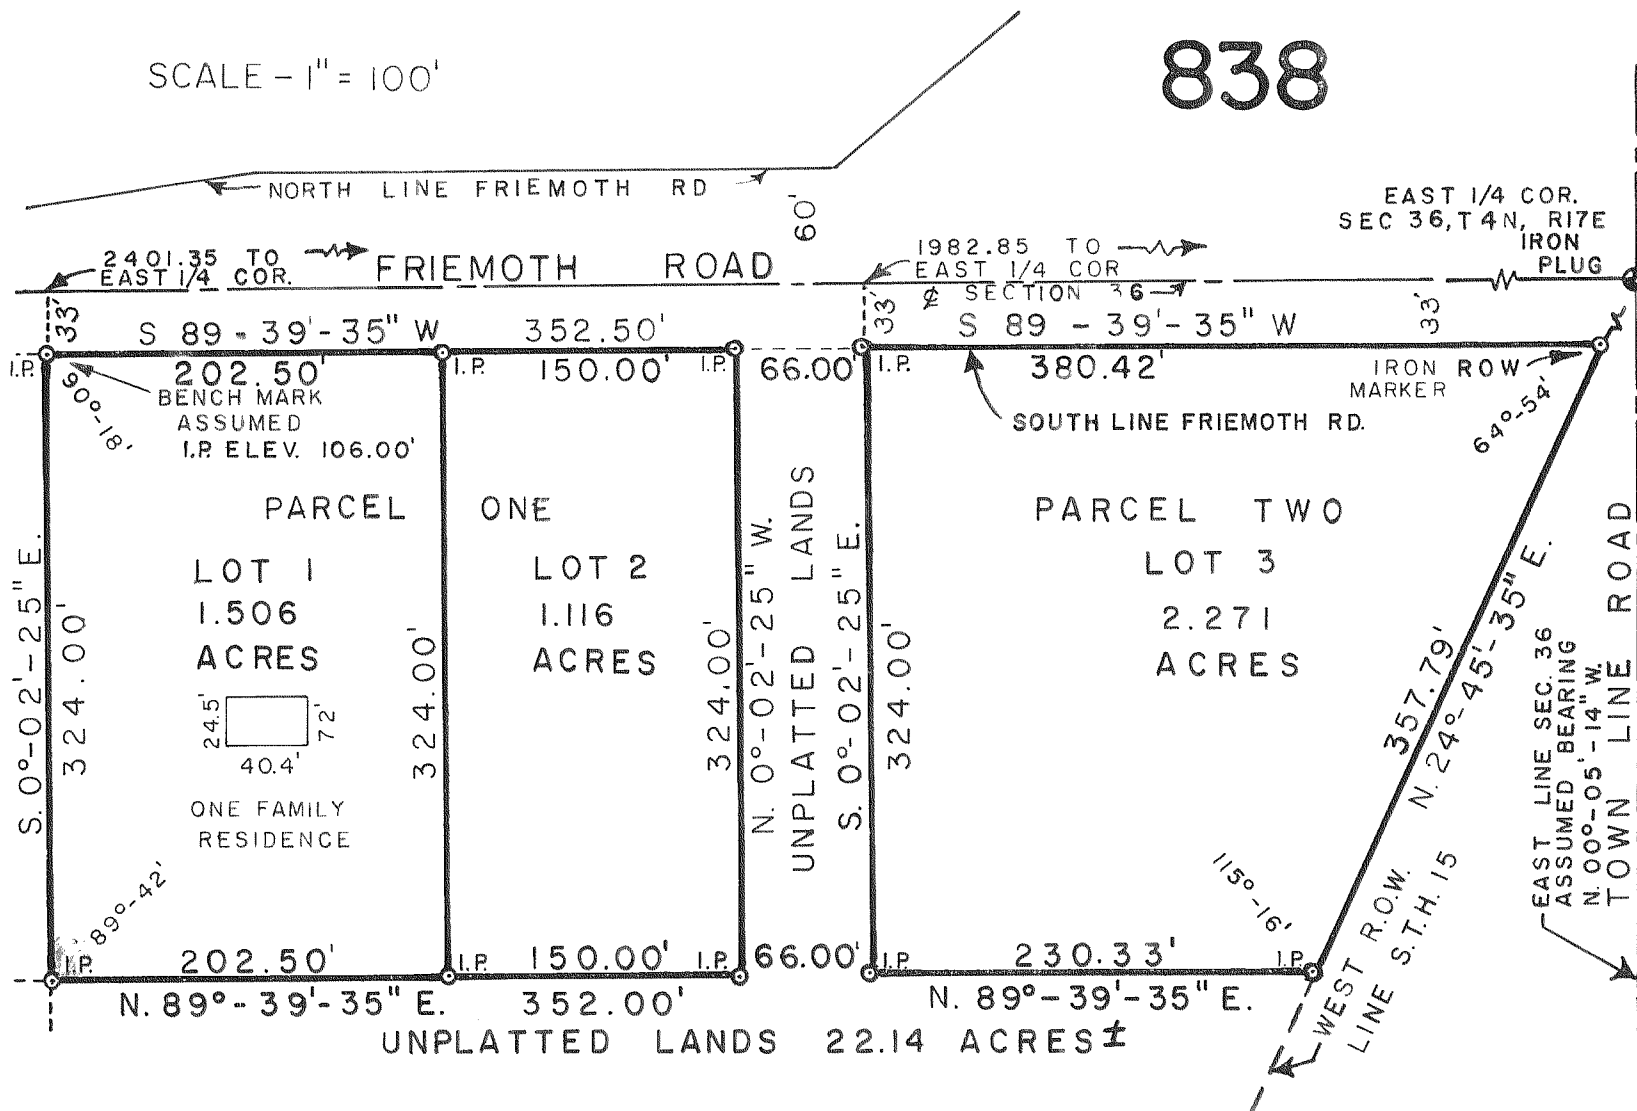 SCALE - 1" = 100'
838
NORTH LINE FRIEMOTH RD
60'
EAST 1/4 COR.
SEC 36, T 4 N, R17E
IRON
PLUG
2401.35 TO
EAST 1/4 COR.
FRIEMOTH ROAD
1982.85 TO
EAST 1/4 COR
℄ SECTION 36
33'
S 89 - 39' - 35" W 352.50'
33'
S 89 - 39' - 35" W
33'
I.P.
202.50'
I.P.
150.00'
I.P.
66.00'
I.P.
380.42'
IRON ROW
MARKER
BENCH MARK
ASSUMED
I.P. ELEV. 106.00'
90°-18'
SOUTH LINE FRIEMOTH RD.
64°-54'
PARCEL ONE
LOT 1
1.506
ACRES
LOT 2
1.116
ACRES
PARCEL TWO
LOT 3
2.271
ACRES
S. 0°-02'-25" E.
324.00'
324.00'
324.00'
N. 0°-02'-25" W.
UNPLATTED LANDS
S. 0°-02'-25" E.
324.00'
357.79'
N. 24°-45'-35" E.
24.5'
72'
40.4'
ONE FAMILY
RESIDENCE
89°-42'
115°-16'
WEST R.O.W.
LINE S.T.H. 15
EAST LINE SEC. 36
ASSUMED BEARING
N. 00°-05'-14" W.
TOWN LINE ROAD
I.P.
202.50'
I.P.
150.00'
I.P.
66.00'
I.P.
230.33'
I.P.
N. 89°-39'-35" E. 352.00'
N. 89°-39'-35" E.
UNPLATTED LANDS 22.14 ACRES±